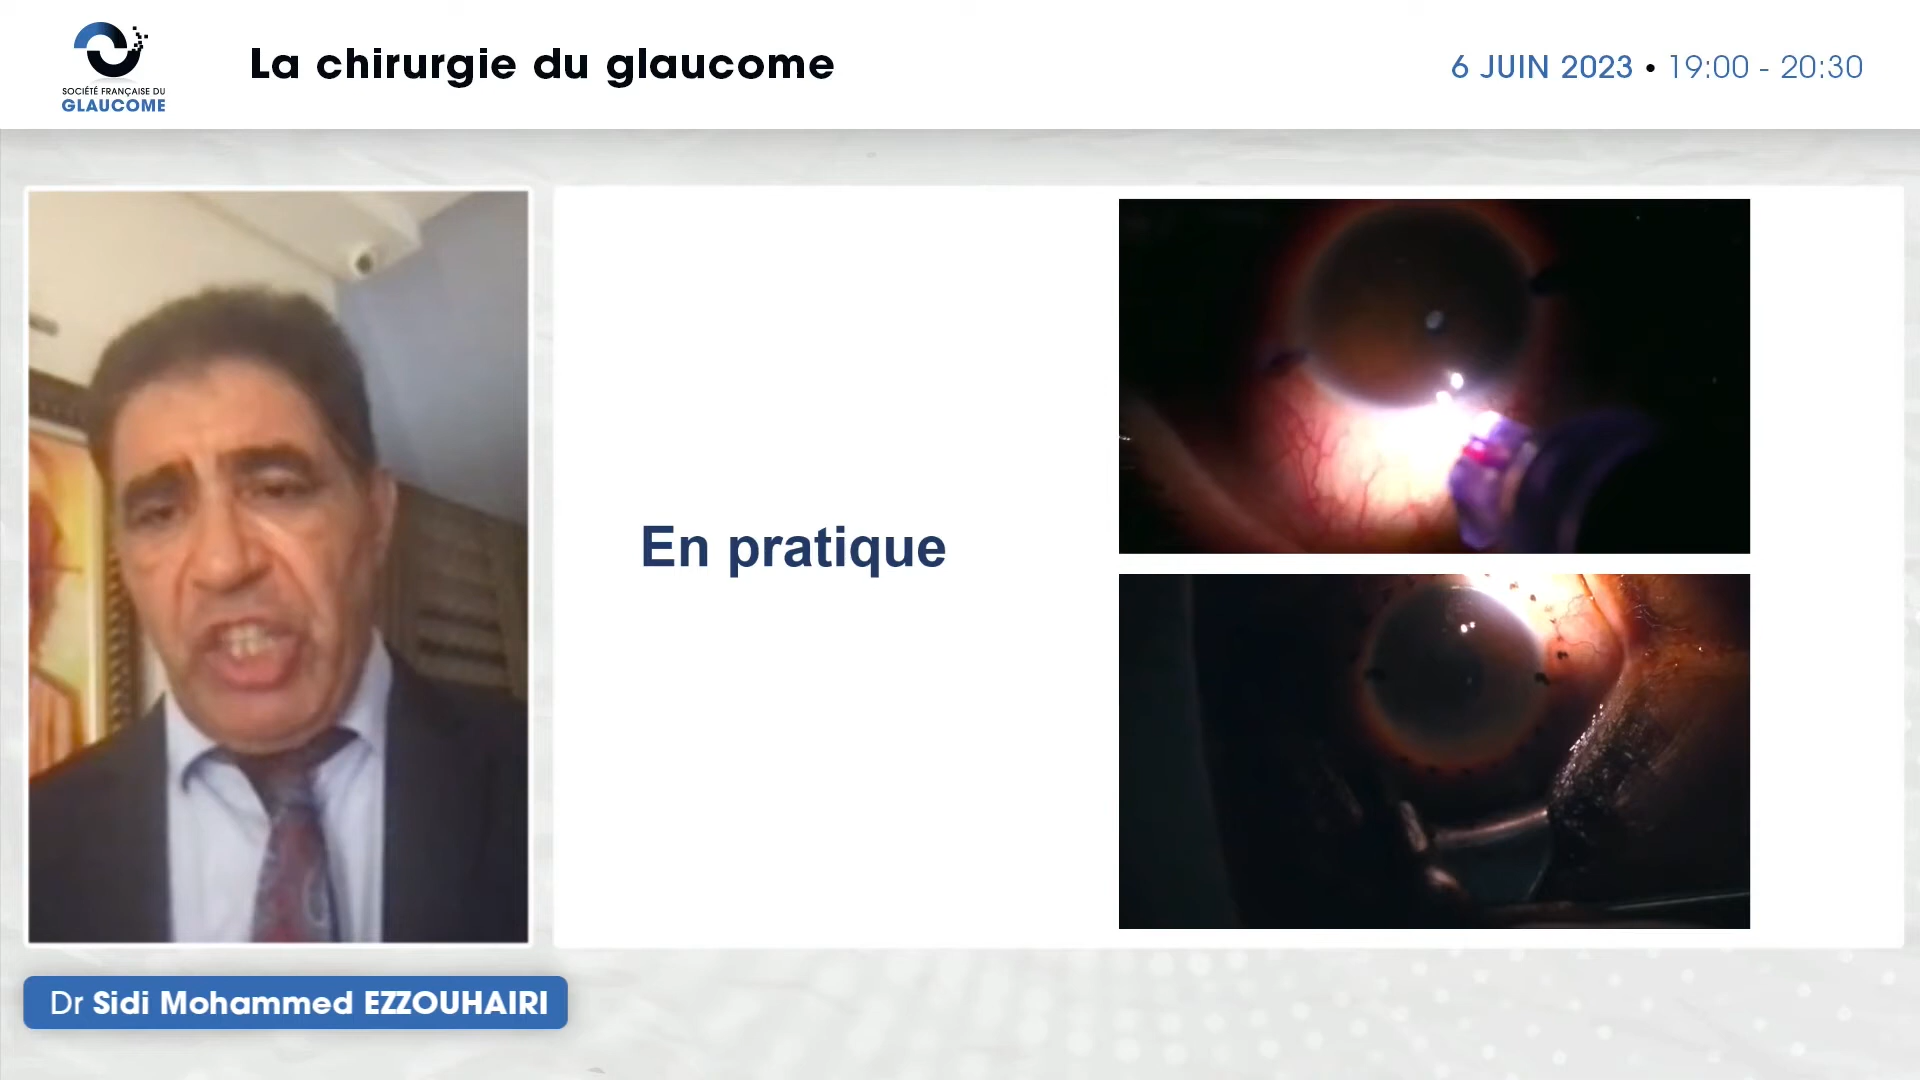 SOCIÉTÉ FRANÇAISE DU
GLAUCOME
La chirurgie du glaucome
6 JUIN 2023 • 19:00 - 20:30
En pratique
Dr Sidi Mohammed EZZOUHAIRI